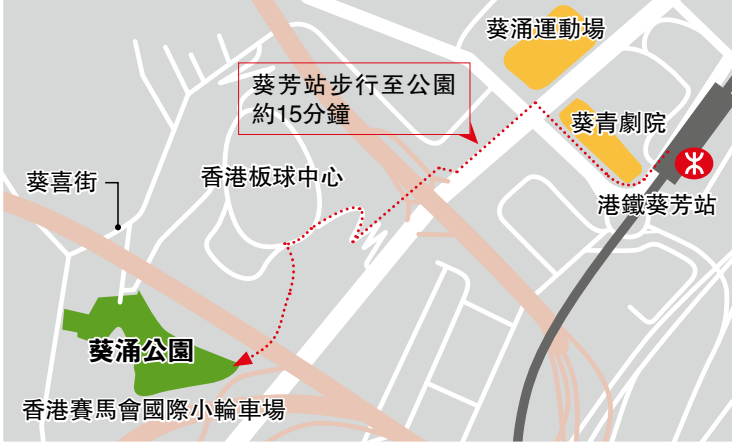 葵涌運動場
葵芳站步行至公園
約15分鐘
葵青劇院
葵喜街
香港板球中心
港鐵葵芳站
葵涌公園
香港賽馬會國際小輪車場